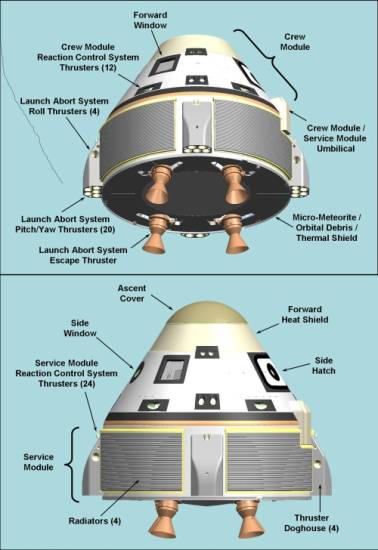 Forward
Window
Crew Module
Reaction Control System
Thrusters (12)
Crew
Module
Launch Abort System
Roll Thrusters (4)
Crew Module /
Service Module
Umbilical
Launch Abort System
Pitch/Yaw Thrusters (20)
Micro-Meteorite /
Orbital Debris /
Thermal Shield
Launch Abort System
Escape Thruster
Ascent
Cover
Forward
Heat Shield
Side
Window
Service Module
Reaction Control System
Thrusters (24)
Side
Hatch
Service
Module
Radiators (4)
Thruster
Doghouse (4)